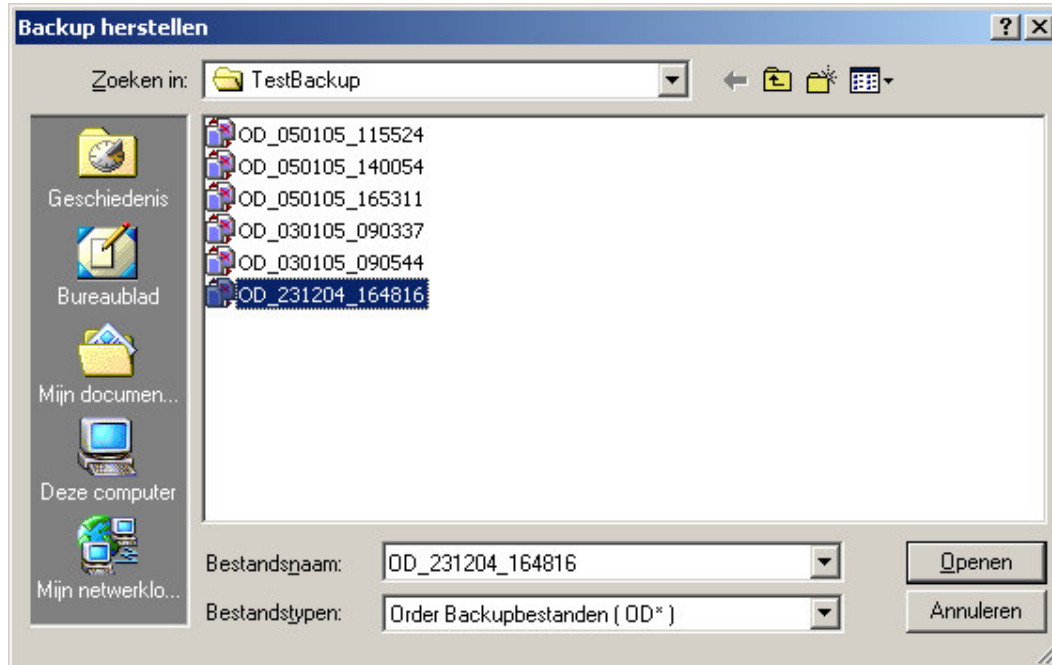 Backup herstellen
Zoeken in: TestBackup
Geschiedenis
Bureaublad
Mijn documen...
Deze computer
Mijn netwerklo...
OD_050105_115524
OD_050105_140054
OD_050105_165311
OD_030105_090337
OD_030105_090544
OD_231204_164816
Bestandsnaam: OD_231204_164816 Openen
Bestandstypen: Order Backupbestanden ( OD* ) Annuleren